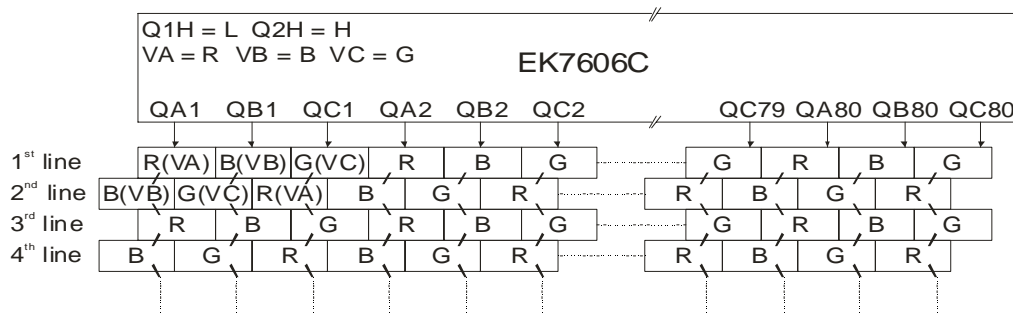 Q1H = L Q2H = H
VA = R VB = B VC = G
EK7606C
QA1 QB1 QC1 QA2 QB2 QC2 QC79 QA80 QB80 QC80
1st line R(VA) B(VB) G(VC) R B G G R B G
2nd line B(VB) G(VC) R(VA) B G R R B G R
3rd line R B G R B G G R B G
4th line B G R B G R R B G R